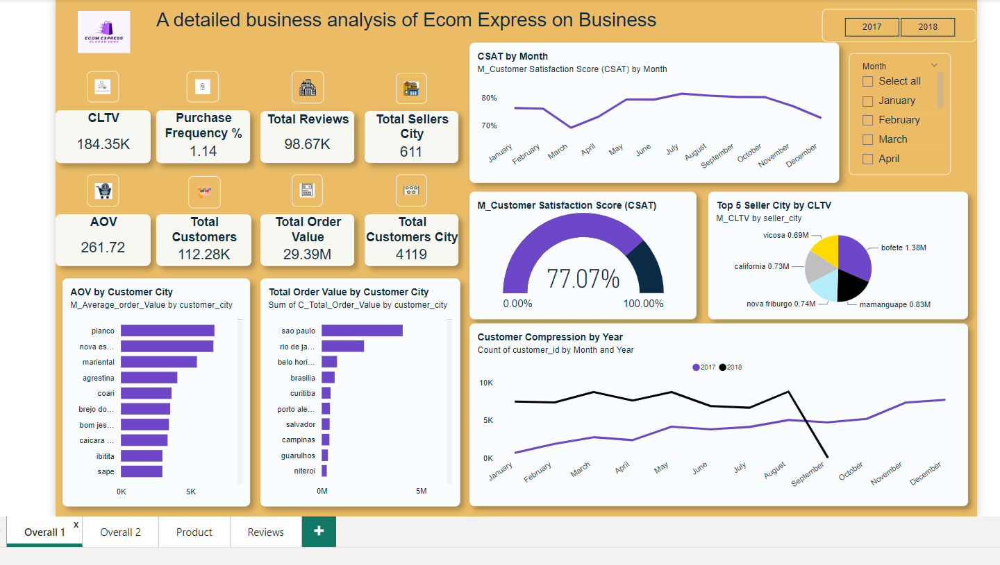 A detailed business analysis of Ecom Express on Business
ECOM EXPRESS
SLOGAN HERE
2017
2018
Month
Select all
January
February
March
April
CLTV
184.35K
Purchase
Frequency %
1.14
Total Reviews
98.67K
Total Sellers
City
611
AOV
261.72
Total
Customers
112.28K
Total Order
Value
29.39M
Total
Customers City
4119
CSAT by Month
M_Customer Satisfaction Score (CSAT) by Month
80%
70%
January
February
March
April
May
June
July
August
September
October
November
December
M_Customer Satisfaction Score (CSAT)
77.07%
0.00%
100.00%
Top 5 Seller City by CLTV
M_CLTV by seller_city
vicosa 0.69M
bofete 1.38M
california 0.73M
nova friburgo 0.74M
mamanguape 0.83M
AOV by Customer City
M_Average_order_Value by customer_city
pianco
nova es...
mariental
agrestina
coari
brejo do...
bom jes...
caicara ...
ibitita
sape
0K
5K
Total Order Value by Customer City
Sum of C_Total_Order_Value by customer_city
sao paulo
rio de ja...
belo hori...
brasilia
curitiba
porto ale...
salvador
campinas
guarulhos
niteroi
0M
5M
Customer Compression by Year
Count of customer_id by Month and Year
2017
2018
10K
5K
0K
January
February
March
April
May
June
July
August
September
October
November
December
Overall 1
x
Overall 2
Product
Reviews
+